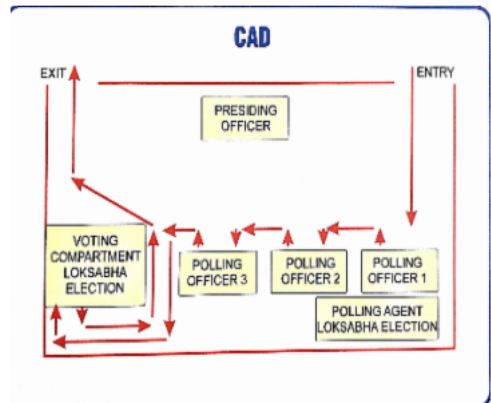 CAD
EXIT
ENTRY
PRESIDING
OFFICER
VOTING
COMPARTMENT
LOKSABHA
ELECTION
POLLING
OFFICER 3
POLLING
OFFICER 2
POLLING
OFFICER 1
POLLING AGENT
LOKSABHA ELECTION